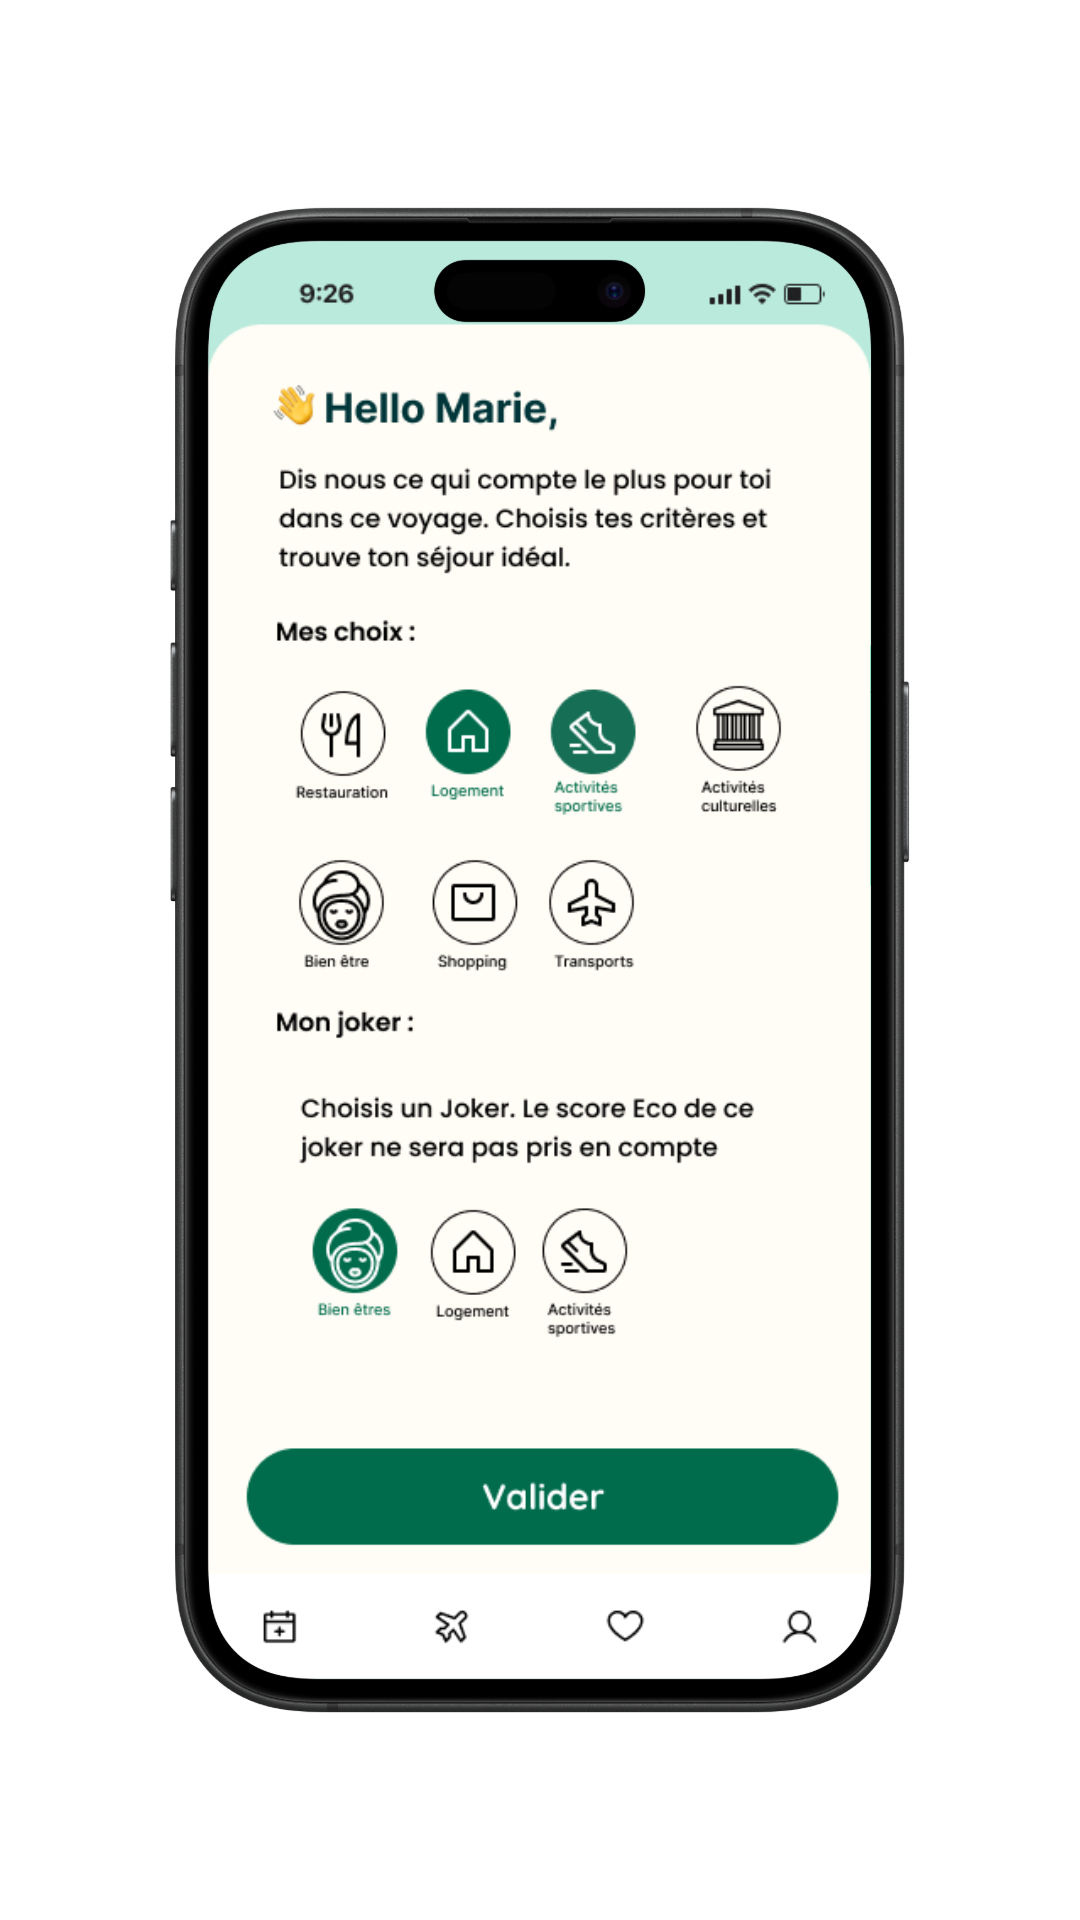 9:26
👋 Hello Marie,
Dis nous ce qui compte le plus pour toi
dans ce voyage. Choisis tes critères et
trouve ton séjour idéal.
Mes choix :
Restauration
Logement
Activités
sportives
Activités
culturelles
Bien être
Shopping
Transports
Mon joker :
Choisis un Joker. Le score Eco de ce
joker ne sera pas pris en compte
Bien êtres
Logement
Activités
sportives
Valider